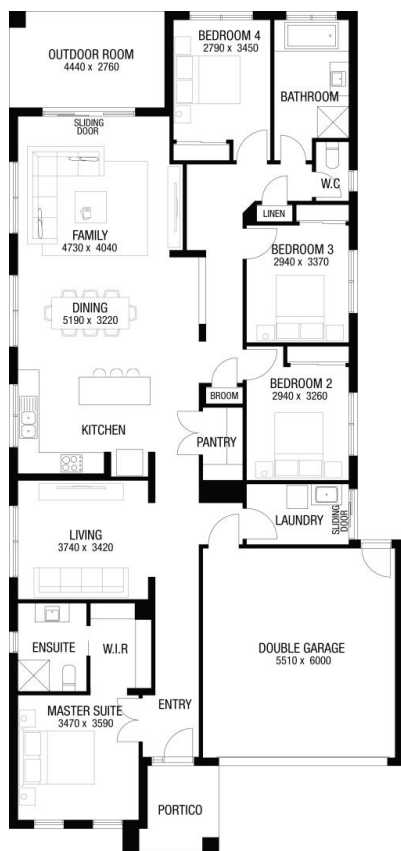 BEDROOM 4
2790 x 3450
OUTDOOR ROOM
4440 x 2760
BATHROOM
SLIDING
DOOR
W.C
LINEN
FAMILY
4730 x 4040
BEDROOM 3
2940 x 3370
DINING
5190 x 3220
BEDROOM 2
2940 x 3260
BROOM
KITCHEN
PANTRY
LAUNDRY
SLIDING
DOOR
LIVING
3740 x 3420
ENSUITE
W.I.R
DOUBLE GARAGE
5510 x 6000
MASTER SUITE
3470 x 3590
ENTRY
PORTICO